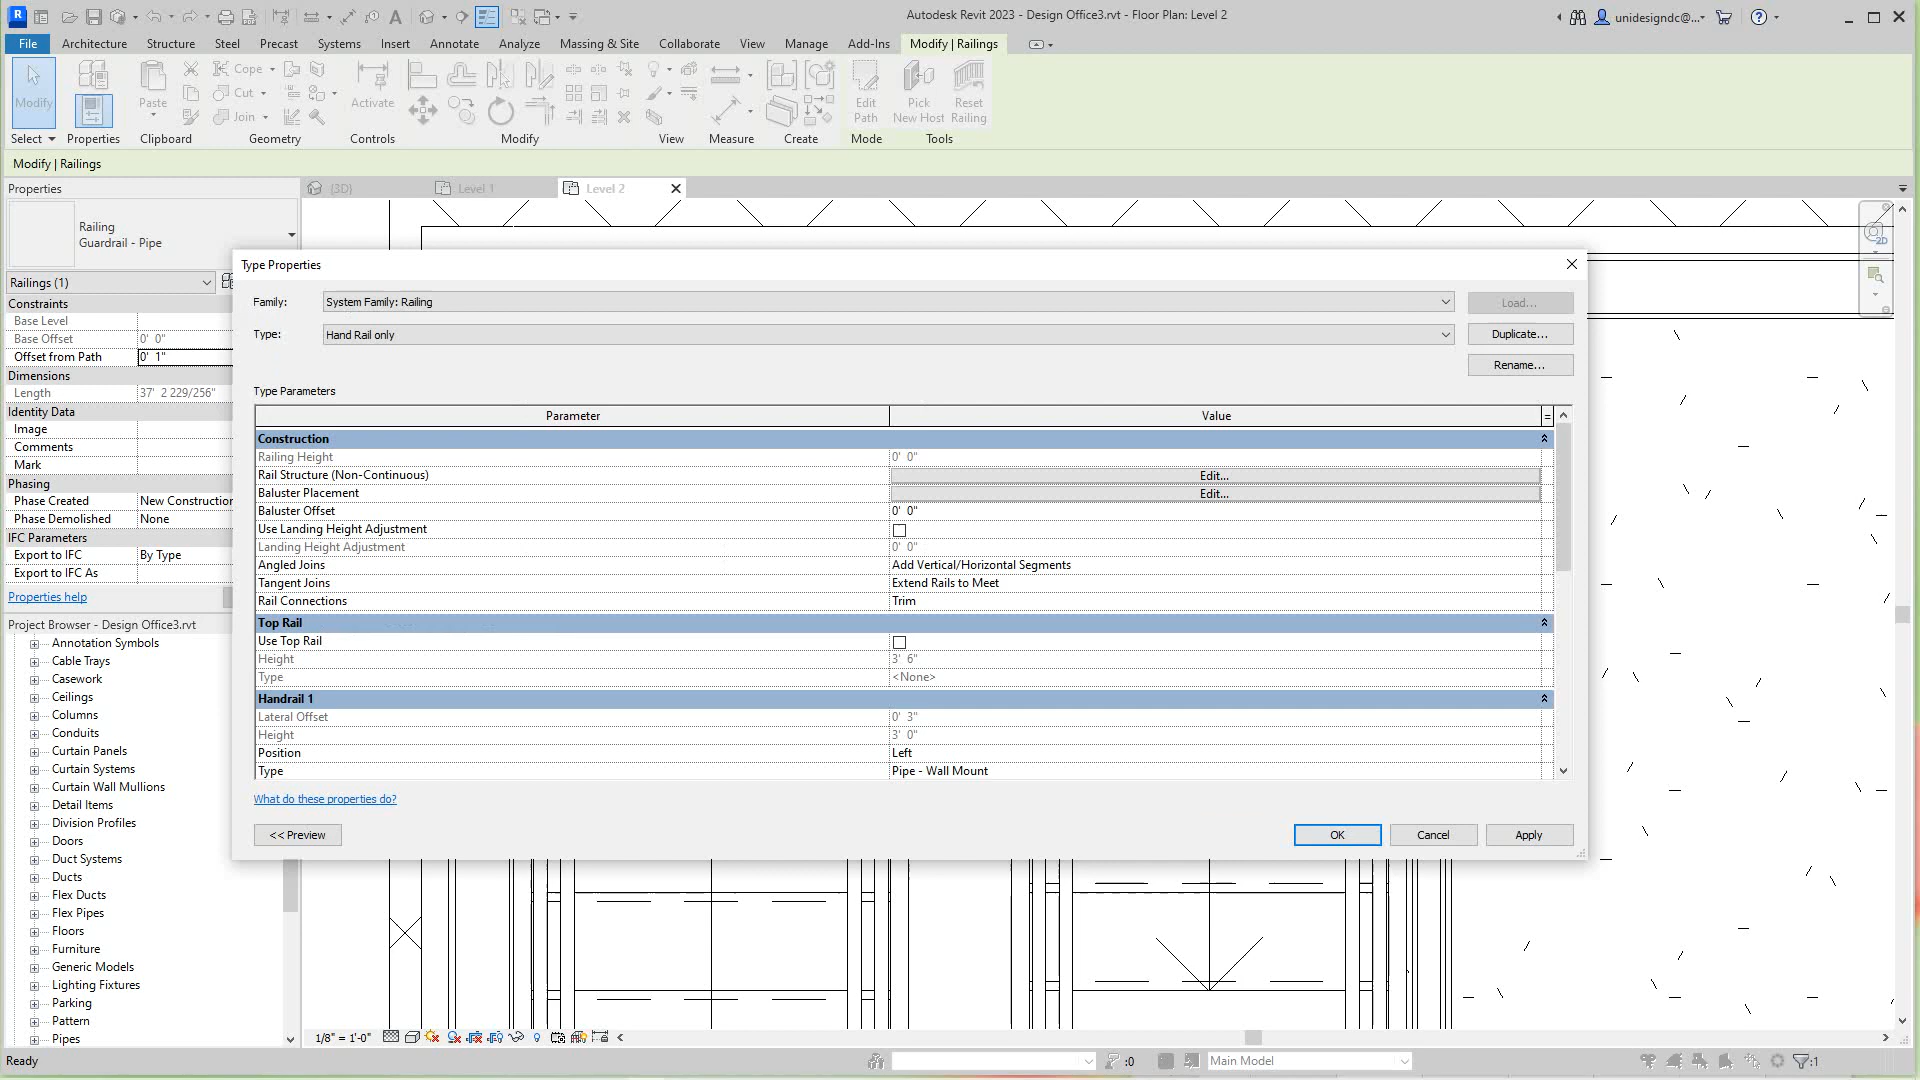 Autodesk Revit 2023 - Design Office3.rvt - Floor Plan: Level 2
unidesigndc@...
File Architecture Structure Steel Precast Systems Insert Annotate Analyze Massing & Site Collaborate View Manage Add-Ins Modify | Railings
Modify Paste Cope Cut Join Activate Edit Path Pick New Host Reset Railing
Select Properties Clipboard Geometry Controls Modify View Measure Create Mode Tools
Modify | Railings
Properties
{3D} Level 1 Level 2
Railing
Guardrail - Pipe
Railings (1)
Constraints
Base Level
Base Offset 0' 0"
Offset from Path 0' 1"
Dimensions
Length 37' 2 229/256"
Identity Data
Image
Comments
Mark
Phasing
Phase Created New Construction
Phase Demolished None
IFC Parameters
Export to IFC By Type
Export to IFC As
Properties help
Project Browser - Design Office3.rvt
Annotation Symbols
Cable Trays
Casework
Ceilings
Columns
Conduits
Curtain Panels
Curtain Systems
Curtain Wall Mullions
Detail Items
Division Profiles
Doors
Duct Systems
Ducts
Flex Ducts
Flex Pipes
Floors
Furniture
Generic Models
Lighting Fixtures
Parking
Pattern
Pipes
Type Properties
Family: System Family: Railing Load...
Type: Hand Rail only Duplicate...
Rename...
Type Parameters
Parameter Value =
Construction
Railing Height 0' 0"
Rail Structure (Non-Continuous) Edit...
Baluster Placement Edit...
Baluster Offset 0' 0"
Use Landing Height Adjustment
Landing Height Adjustment 0' 0"
Angled Joins Add Vertical/Horizontal Segments
Tangent Joins Extend Rails to Meet
Rail Connections Trim
Top Rail
Use Top Rail
Height 3' 6"
Type <None>
Handrail 1
Lateral Offset 0' 3"
Height 3' 0"
Position Left
Type Pipe - Wall Mount
What do these properties do?
<< Preview OK Cancel Apply
2D
1/8" = 1'-0"
Ready :0 Main Model :1